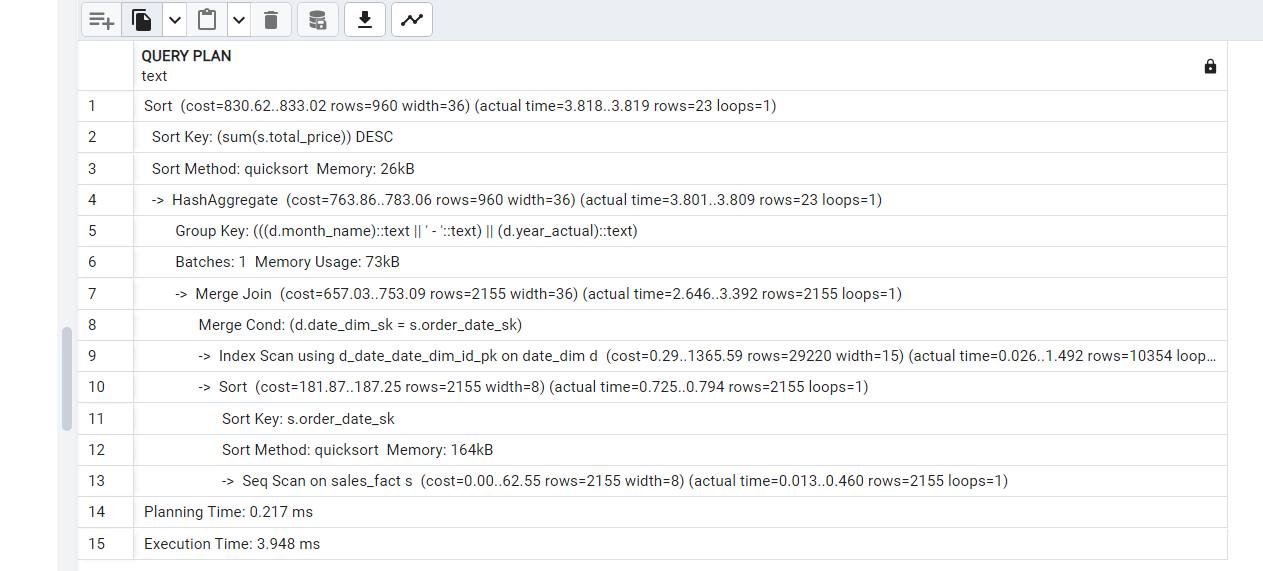 QUERY PLAN
text
1 Sort (cost=830.62..833.02 rows=960 width=36) (actual time=3.818..3.819 rows=23 loops=1)
2 Sort Key: (sum(s.total_price)) DESC
3 Sort Method: quicksort Memory: 26kB
4 -> HashAggregate (cost=763.86..783.06 rows=960 width=36) (actual time=3.801..3.809 rows=23 loops=1)
5 Group Key: (((d.month_name)::text || ' - '::text) || (d.year_actual)::text)
6 Batches: 1 Memory Usage: 73kB
7 -> Merge Join (cost=657.03..753.09 rows=2155 width=36) (actual time=2.646..3.392 rows=2155 loops=1)
8 Merge Cond: (d.date_dim_sk = s.order_date_sk)
9 -> Index Scan using d_date_date_dim_id_pk on date_dim d (cost=0.29..1365.59 rows=29220 width=15) (actual time=0.026..1.492 rows=10354 loop...
10 -> Sort (cost=181.87..187.25 rows=2155 width=8) (actual time=0.725..0.794 rows=2155 loops=1)
11 Sort Key: s.order_date_sk
12 Sort Method: quicksort Memory: 164kB
13 -> Seq Scan on sales_fact s (cost=0.00..62.55 rows=2155 width=8) (actual time=0.013..0.460 rows=2155 loops=1)
14 Planning Time: 0.217 ms
15 Execution Time: 3.948 ms